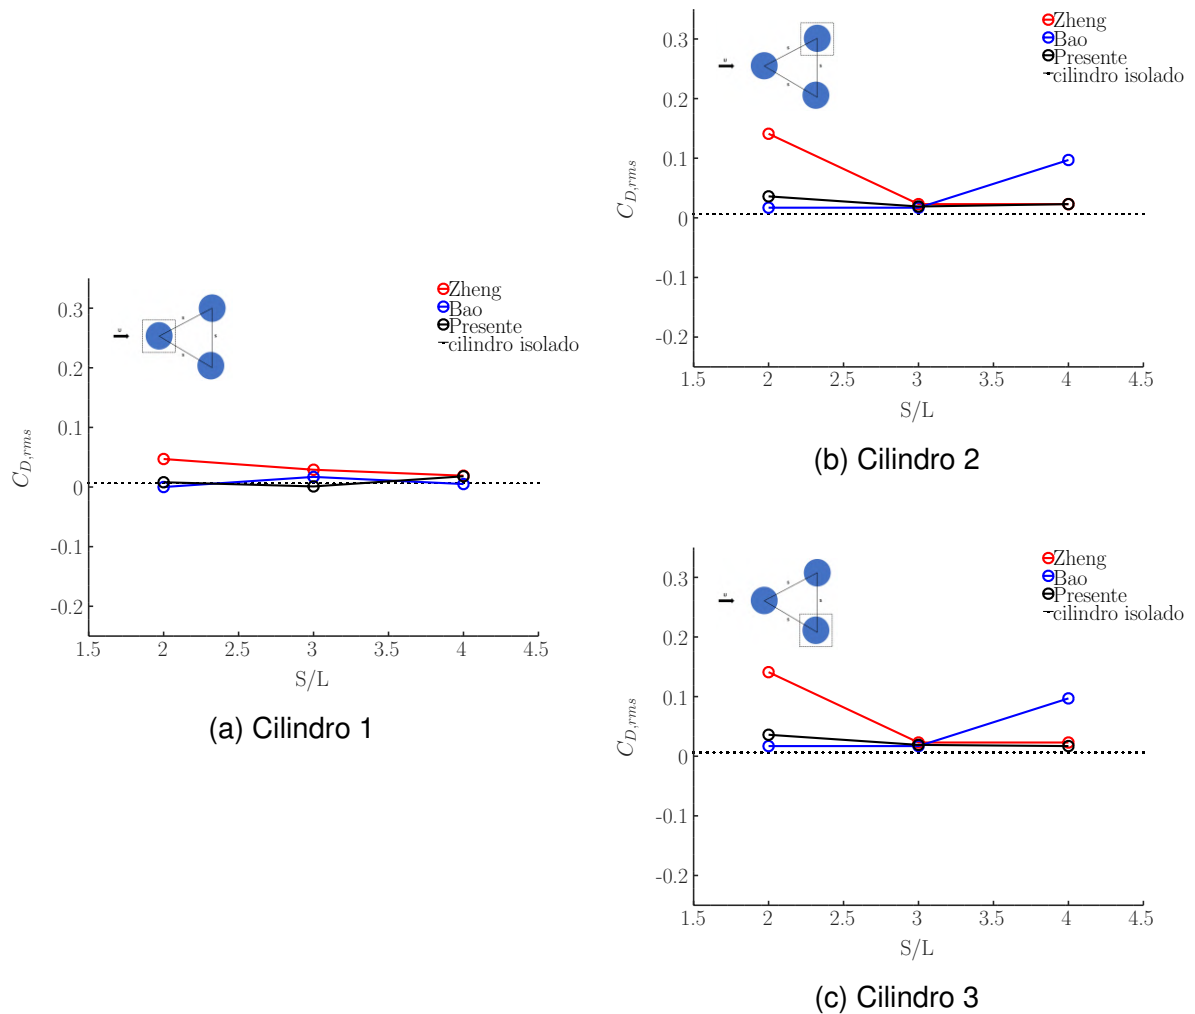 0.3
0.2
0.1
0
-0.1
-0.2
1.5 2 2.5 3 3.5 4 4.5
S/L
C_{D,rms}
Zheng
Bao
Presente
cilindro isolado
(a) Cilindro 1
0.3
0.2
0.1
0
-0.1
-0.2
1.5 2 2.5 3 3.5 4 4.5
S/L
C_{D,rms}
Zheng
Bao
Presente
cilindro isolado
(b) Cilindro 2
0.3
0.2
0.1
0
-0.1
-0.2
1.5 2 2.5 3 3.5 4 4.5
S/L
C_{D,rms}
Zheng
Bao
Presente
cilindro isolado
(c) Cilindro 3